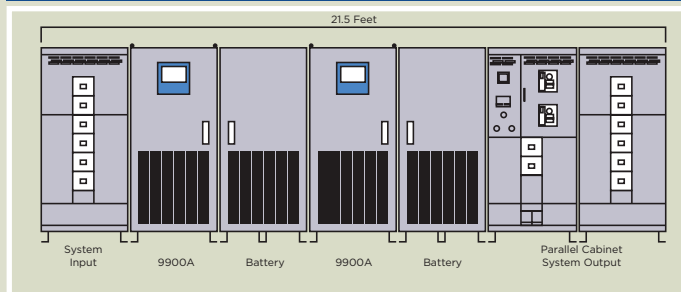 21.5 Feet
System
Input
9900A
Battery
9900A
Battery
Parallel Cabinet
System Output